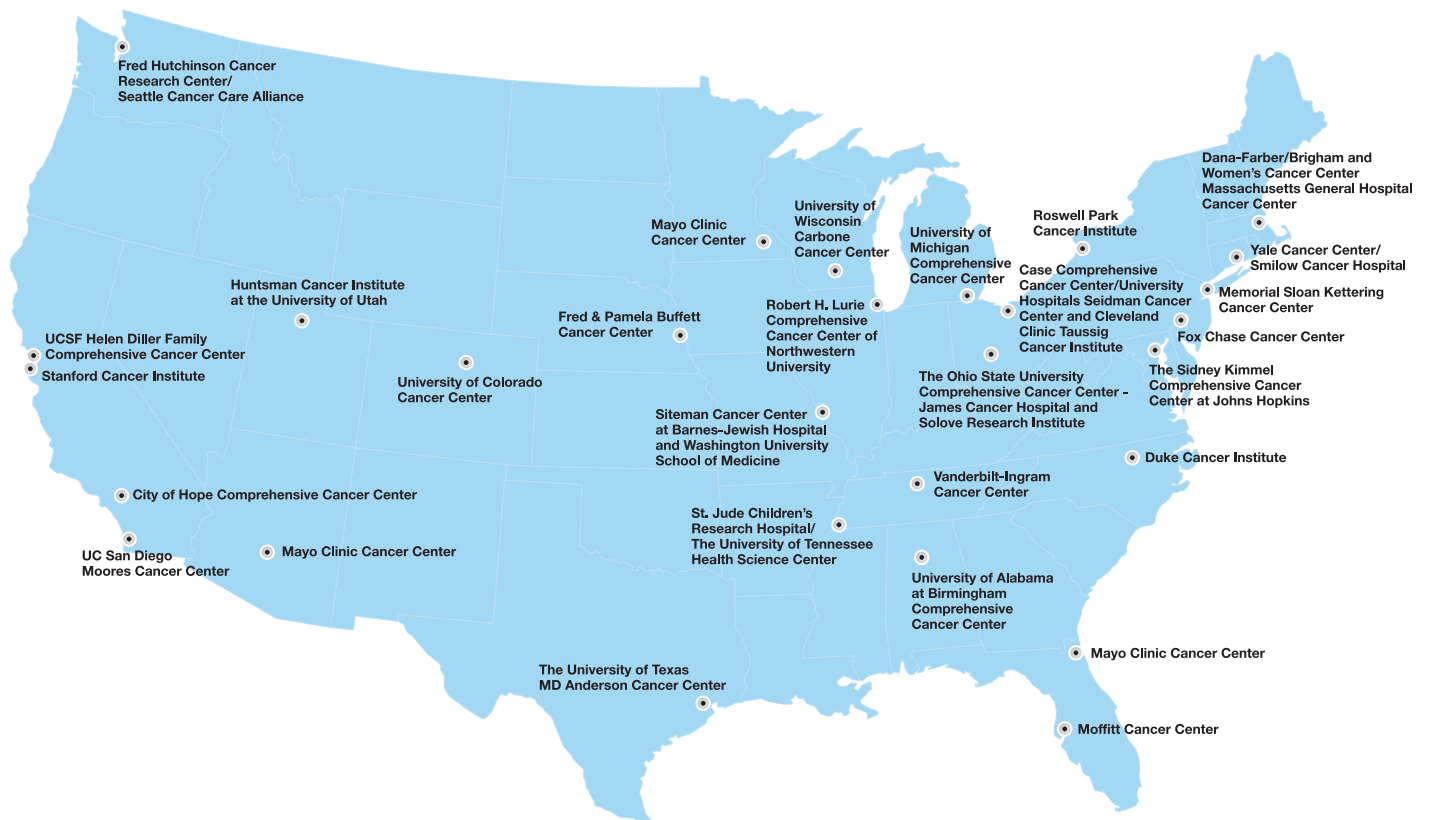 Fred Hutchinson Cancer
Research Center/
Seattle Cancer Care Alliance
Dana-Farber/Brigham and
Women's Cancer Center
Massachusetts General Hospital
Cancer Center
University of
Wisconsin
Carbone
Cancer Center
Roswell Park
Cancer Institute
Mayo Clinic
Cancer Center
University of
Michigan
Comprehensive
Cancer Center
Yale Cancer Center/
Smilow Cancer Hospital
Case Comprehensive
Cancer Center/University
Hospitals Seidman Cancer
Center and Cleveland
Clinic Taussig
Cancer Institute
Huntsman Cancer Institute
at the University of Utah
Memorial Sloan Kettering
Cancer Center
Robert H. Lurie
Comprehensive
Cancer Center of
Northwestern
University
Fred & Pamela Buffett
Cancer Center
Fox Chase Cancer Center
UCSF Helen Diller Family
Comprehensive Cancer Center
Stanford Cancer Institute
University of Colorado
Cancer Center
The Ohio State University
Comprehensive Cancer Center -
James Cancer Hospital and
Solove Research Institute
The Sidney Kimmel
Comprehensive Cancer
Center at Johns Hopkins
Siteman Cancer Center
at Barnes-Jewish Hospital
and Washington University
School of Medicine
Duke Cancer Institute
Vanderbilt-Ingram
Cancer Center
City of Hope Comprehensive Cancer Center
St. Jude Children's
Research Hospital/
The University of Tennessee
Health Science Center
UC San Diego
Moores Cancer Center
Mayo Clinic Cancer Center
University of Alabama
at Birmingham
Comprehensive
Cancer Center
Mayo Clinic Cancer Center
The University of Texas
MD Anderson Cancer Center
Moffitt Cancer Center